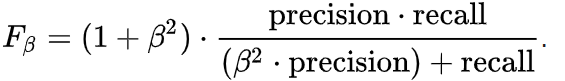 F_β = (1 + β²) · (precision · recall) / ((β² · precision) + recall).